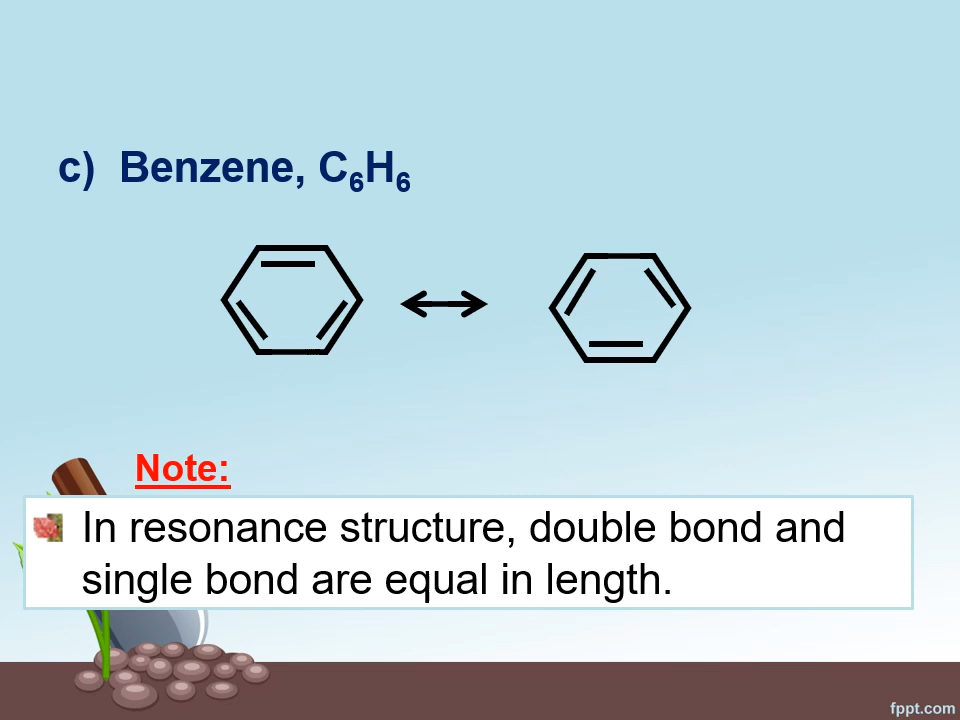 c) Benzene, C₆H₆
Note:
In resonance structure, double bond and
single bond are equal in length.
fppt.com